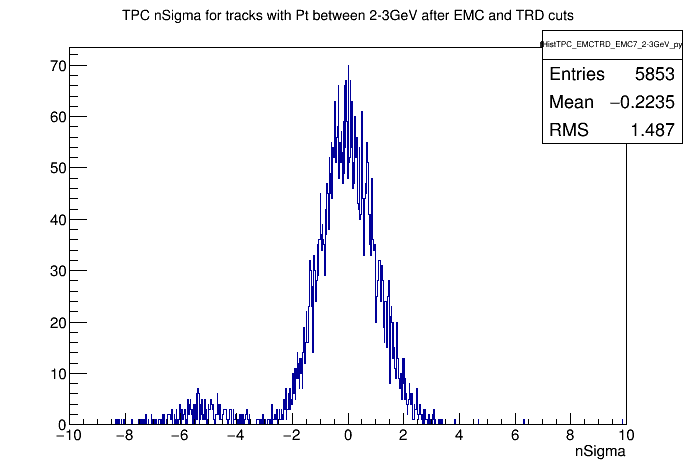 TPC nSigma for tracks with Pt between 2-3GeV after EMC and TRD cuts
HistTPC_EMCTRD_EMC7_2-3GeV_py
Entries 5853
Mean −0.2235
RMS 1.487
70
60
50
40
30
20
10
0
−10 −8 −6 −4 −2 0 2 4 6 8 10
nSigma